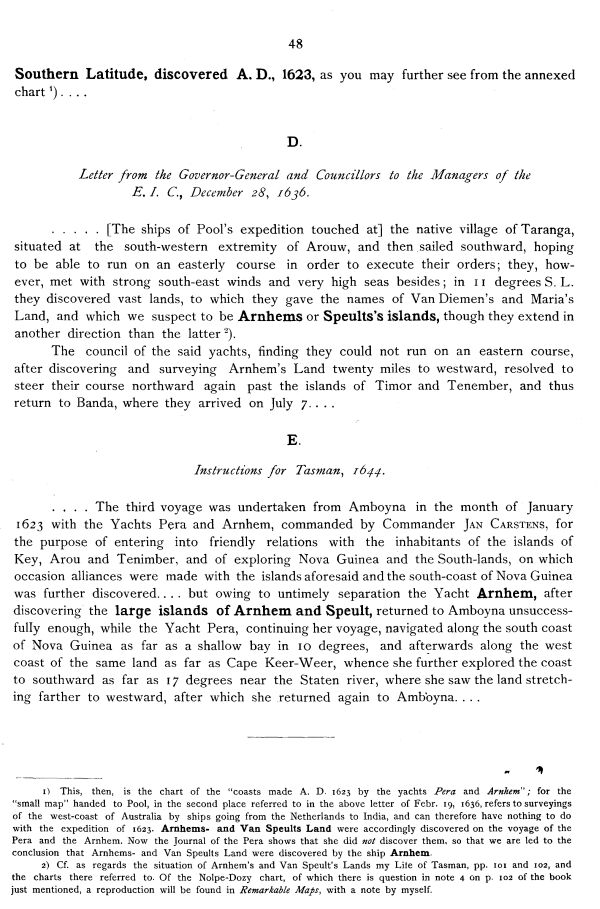 48
Southern Latitude, discovered A. D., 1623, as you may further see from the annexed
chart ¹) . . . .
D.
Letter from the Governor-General and Councillors to the Managers of the
E. I. C., December 28, 1636.
. . . . . [The ships of Pool's expedition touched at] the native village of Taranga,
situated at the south-western extremity of Arouw, and then sailed southward, hoping
to be able to run on an easterly course in order to execute their orders; they, how-
ever, met with strong south-east winds and very high seas besides; in 11 degrees S. L.
they discovered vast lands, to which they gave the names of Van Diemen's and Maria's
Land, and which we suspect to be Arnhems or Speults's islands, though they extend in
another direction than the latter ²).
The council of the said yachts, finding they could not run on an eastern course,
after discovering and surveying Arnhem's Land twenty miles to westward, resolved to
steer their course northward again past the islands of Timor and Tenember, and thus
return to Banda, where they arrived on July 7. . . .
E.
Instructions for Tasman, 1644.
. . . . The third voyage was undertaken from Amboyna in the month of January
1623 with the Yachts Pera and Arnhem, commanded by Commander JAN CARSTENS, for
the purpose of entering into friendly relations with the inhabitants of the islands of
Key, Arou and Tenimber, and of exploring Nova Guinea and the South-lands, on which
occasion alliances were made with the islands aforesaid and the south-coast of Nova Guinea
was further discovered. . . . but owing to untimely separation the Yacht Arnhem, after
discovering the large islands of Arnhem and Speult, returned to Amboyna unsuccess-
fully enough, while the Yacht Pera, continuing her voyage, navigated along the south coast
of Nova Guinea as far as a shallow bay in 10 degrees, and afterwards along the west
coast of the same land as far as Cape Keer-Weer, whence she further explored the coast
to southward as far as 17 degrees near the Staten river, where she saw the land stretch-
ing farther to westward, after which she returned again to Amboyna. . . .
1) This, then, is the chart of the "coasts made A. D. 1623 by the yachts Pera and Arnhem"; for the
"small map" handed to Pool, in the second place referred to in the above letter of Febr. 19, 1636, refers to surveyings
of the west-coast of Australia by ships going from the Netherlands to India, and can therefore have nothing to do
with the expedition of 1623. Arnhems- and Van Speults Land were accordingly discovered on the voyage of the
Pera and the Arnhem. Now the Journal of the Pera shows that she did not discover them, so that we are led to the
conclusion that Arnhems- and Van Speults Land were discovered by the ship Arnhem.
2) Cf. as regards the situation of Arnhem's and Van Speult's Lands my Life of Tasman, pp. 101 and 102, and
the charts there referred to. Of the Nolpe-Dozy chart, of which there is question in note 4 on p. 102 of the book
just mentioned, a reproduction will be found in Remarkable Maps, with a note by myself.